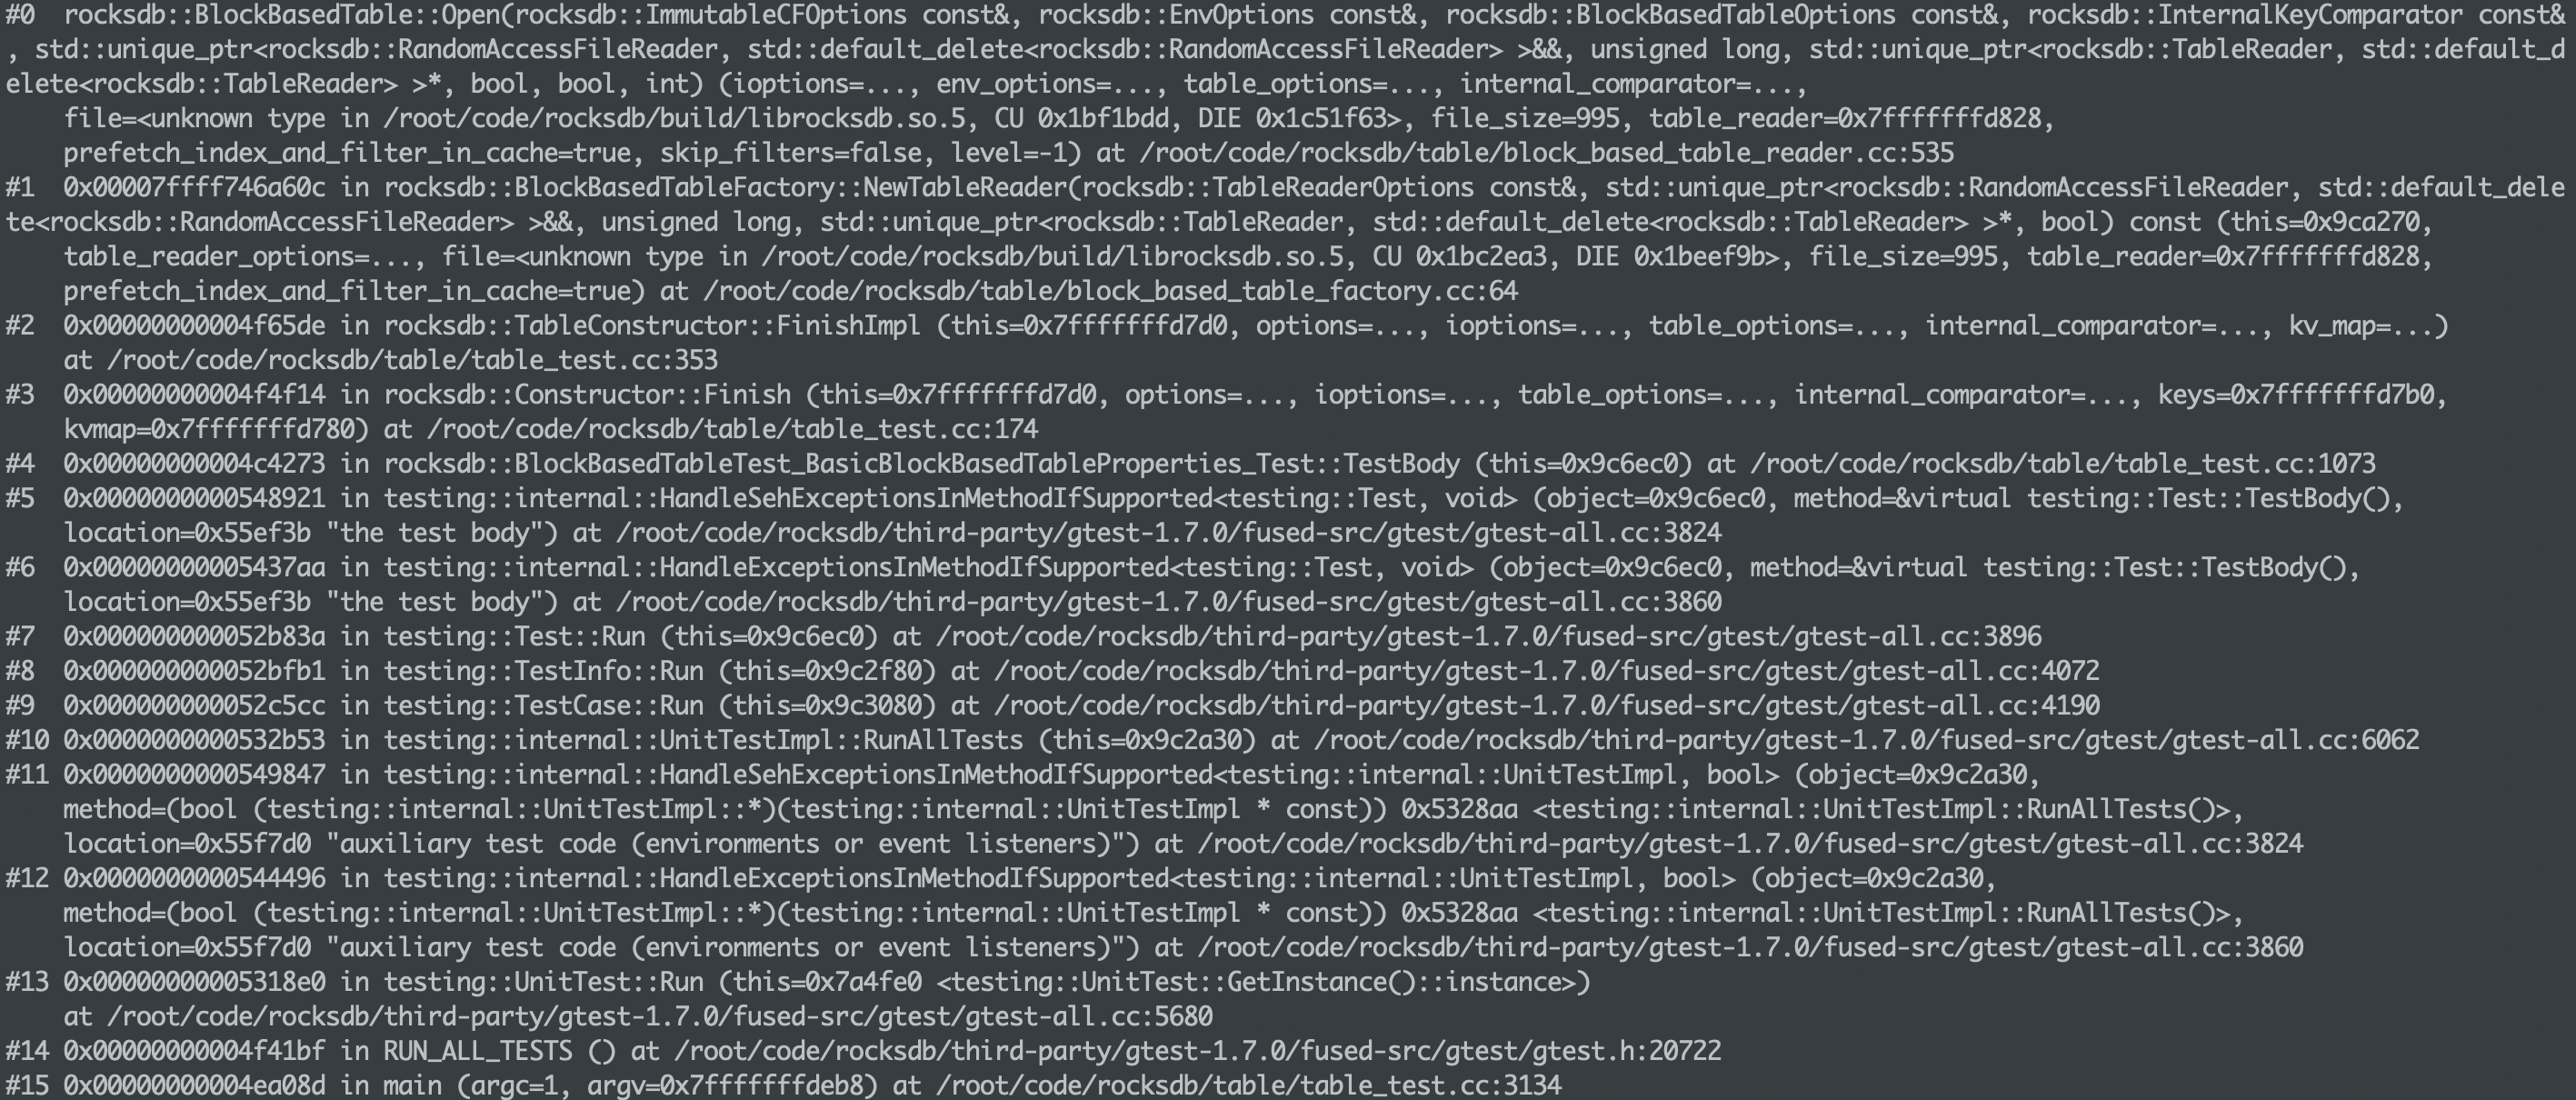 #0  rocksdb::BlockBasedTable::Open(rocksdb::ImmutableCFOptions const&, rocksdb::EnvOptions const&, rocksdb::BlockBasedTableOptions const&, rocksdb::InternalKeyComparator const&
, std::unique_ptr<rocksdb::RandomAccessFileReader, std::default_delete<rocksdb::RandomAccessFileReader> >&&, unsigned long, std::unique_ptr<rocksdb::TableReader, std::default_d
elete<rocksdb::TableReader> >*, bool, bool, int) (ioptions=..., env_options=..., table_options=..., internal_comparator=...,
    file=<unknown type in /root/code/rocksdb/build/librocksdb.so.5, CU 0x1bf1bdd, DIE 0x1c51f63>, file_size=995, table_reader=0x7fffffffd828,
    prefetch_index_and_filter_in_cache=true, skip_filters=false, level=-1) at /root/code/rocksdb/table/block_based_table_reader.cc:535
#1  0x00007ffff746a60c in rocksdb::BlockBasedTableFactory::NewTableReader(rocksdb::TableReaderOptions const&, std::unique_ptr<rocksdb::RandomAccessFileReader, std::default_dele
te<rocksdb::RandomAccessFileReader> >&&, unsigned long, std::unique_ptr<rocksdb::TableReader, std::default_delete<rocksdb::TableReader> >*, bool) const (this=0x9ca270,
    table_reader_options=..., file=<unknown type in /root/code/rocksdb/build/librocksdb.so.5, CU 0x1bc2ea3, DIE 0x1beef9b>, file_size=995, table_reader=0x7fffffffd828,
    prefetch_index_and_filter_in_cache=true) at /root/code/rocksdb/table/block_based_table_factory.cc:64
#2  0x00000000004f65de in rocksdb::TableConstructor::FinishImpl (this=0x7fffffffd7d0, options=..., ioptions=..., table_options=..., internal_comparator=..., kv_map=...)
    at /root/code/rocksdb/table/table_test.cc:353
#3  0x00000000004f4f14 in rocksdb::Constructor::Finish (this=0x7fffffffd7d0, options=..., ioptions=..., table_options=..., internal_comparator=..., keys=0x7fffffffd7b0,
    kvmap=0x7fffffffd780) at /root/code/rocksdb/table/table_test.cc:174
#4  0x00000000004c4273 in rocksdb::BlockBasedTableTest_BasicBlockBasedTableProperties_Test::TestBody (this=0x9c6ec0) at /root/code/rocksdb/table/table_test.cc:1073
#5  0x0000000000548921 in testing::internal::HandleSehExceptionsInMethodIfSupported<testing::Test, void> (object=0x9c6ec0, method=&virtual testing::Test::TestBody(),
    location=0x55ef3b "the test body") at /root/code/rocksdb/third-party/gtest-1.7.0/fused-src/gtest/gtest-all.cc:3824
#6  0x00000000005437aa in testing::internal::HandleExceptionsInMethodIfSupported<testing::Test, void> (object=0x9c6ec0, method=&virtual testing::Test::TestBody(),
    location=0x55ef3b "the test body") at /root/code/rocksdb/third-party/gtest-1.7.0/fused-src/gtest/gtest-all.cc:3860
#7  0x000000000052b83a in testing::Test::Run (this=0x9c6ec0) at /root/code/rocksdb/third-party/gtest-1.7.0/fused-src/gtest/gtest-all.cc:3896
#8  0x000000000052bfb1 in testing::TestInfo::Run (this=0x9c2f80) at /root/code/rocksdb/third-party/gtest-1.7.0/fused-src/gtest/gtest-all.cc:4072
#9  0x000000000052c5cc in testing::TestCase::Run (this=0x9c3080) at /root/code/rocksdb/third-party/gtest-1.7.0/fused-src/gtest/gtest-all.cc:4190
#10 0x0000000000532b53 in testing::internal::UnitTestImpl::RunAllTests (this=0x9c2a30) at /root/code/rocksdb/third-party/gtest-1.7.0/fused-src/gtest/gtest-all.cc:6062
#11 0x0000000000549847 in testing::internal::HandleSehExceptionsInMethodIfSupported<testing::internal::UnitTestImpl, bool> (object=0x9c2a30,
    method=(bool (testing::internal::UnitTestImpl::*)(testing::internal::UnitTestImpl * const)) 0x5328aa <testing::internal::UnitTestImpl::RunAllTests()>,
    location=0x55f7d0 "auxiliary test code (environments or event listeners)") at /root/code/rocksdb/third-party/gtest-1.7.0/fused-src/gtest/gtest-all.cc:3824
#12 0x0000000000544496 in testing::internal::HandleExceptionsInMethodIfSupported<testing::internal::UnitTestImpl, bool> (object=0x9c2a30,
    method=(bool (testing::internal::UnitTestImpl::*)(testing::internal::UnitTestImpl * const)) 0x5328aa <testing::internal::UnitTestImpl::RunAllTests()>,
    location=0x55f7d0 "auxiliary test code (environments or event listeners)") at /root/code/rocksdb/third-party/gtest-1.7.0/fused-src/gtest/gtest-all.cc:3860
#13 0x00000000005318e0 in testing::UnitTest::Run (this=0x7a4fe0 <testing::UnitTest::GetInstance()::instance>)
    at /root/code/rocksdb/third-party/gtest-1.7.0/fused-src/gtest/gtest-all.cc:5680
#14 0x00000000004f41bf in RUN_ALL_TESTS () at /root/code/rocksdb/third-party/gtest-1.7.0/fused-src/gtest/gtest.h:20722
#15 0x00000000004ea08d in main (argc=1, argv=0x7fffffffdeb8) at /root/code/rocksdb/table/table_test.cc:3134